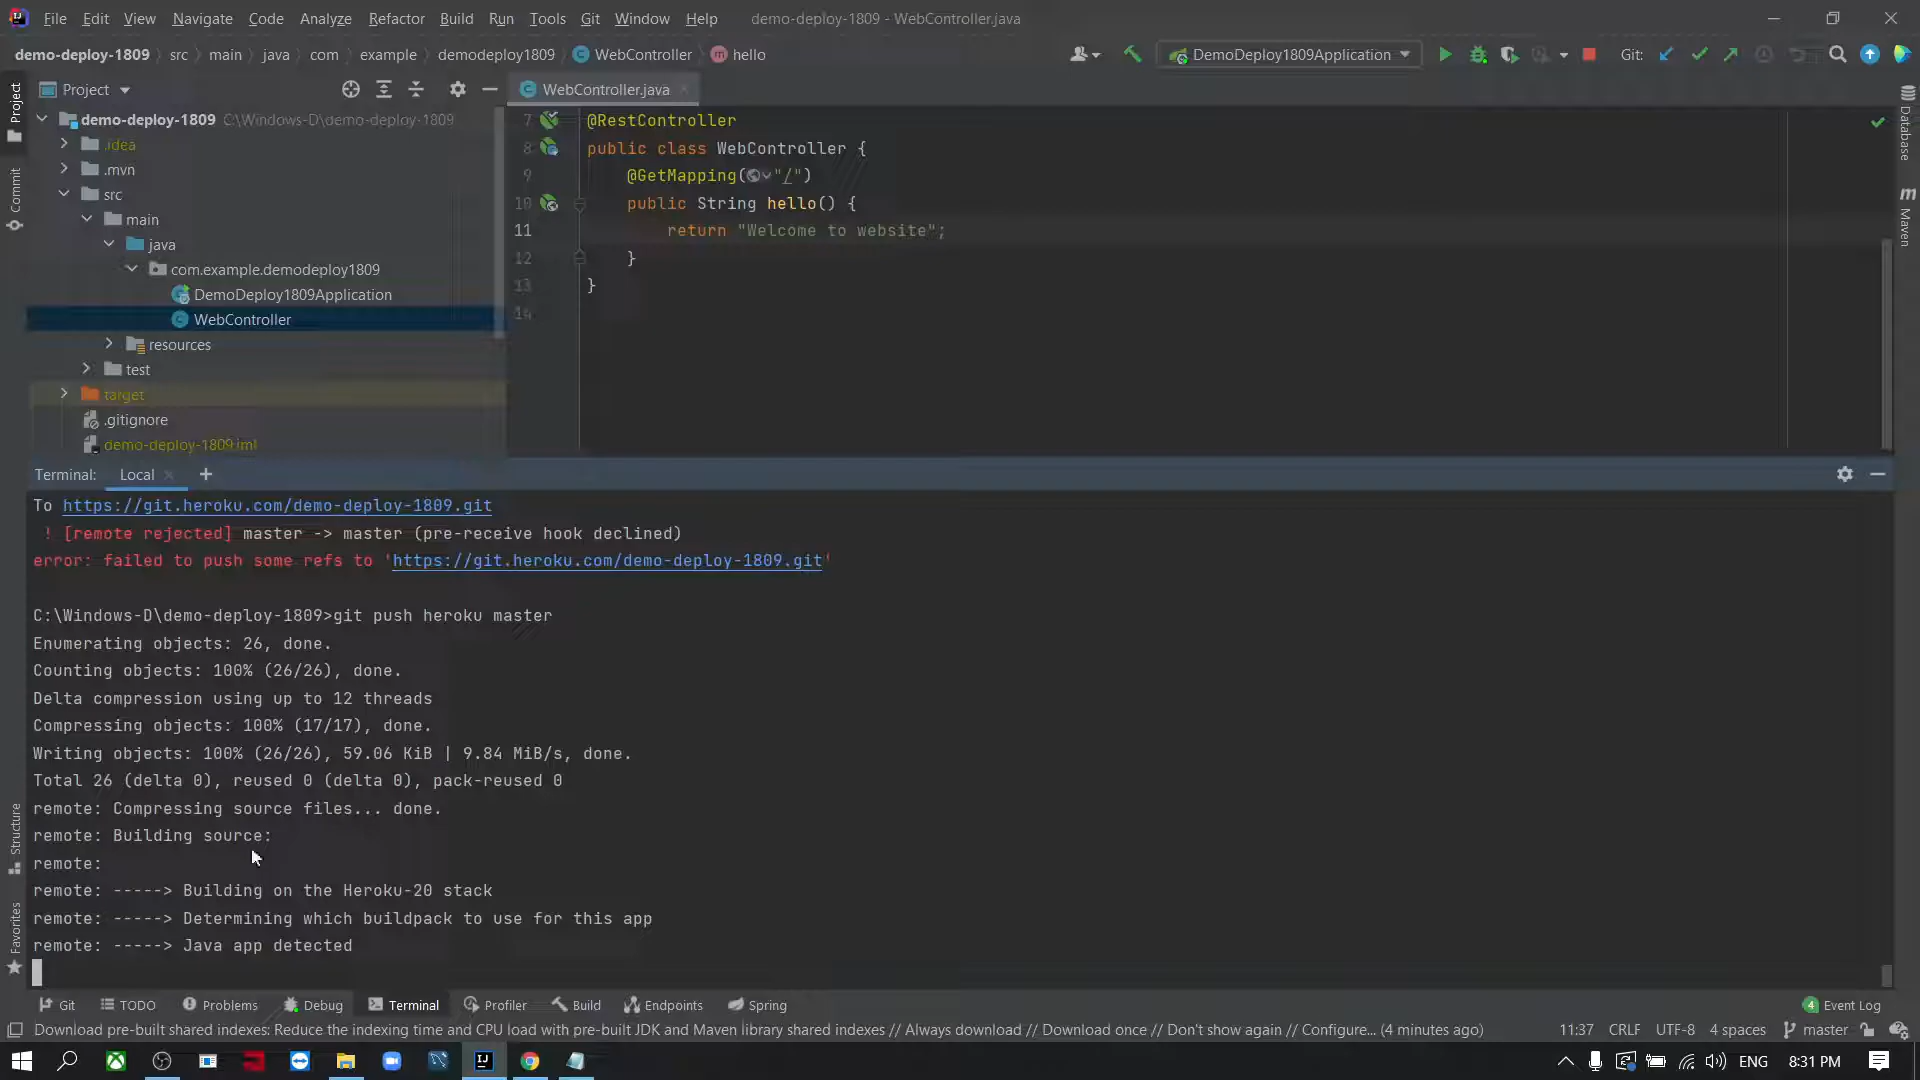 File Edit View Navigate Code Analyze Refactor Build Run Tools Git Window Help demo-deploy-1809 - WebController.java
demo-deploy-1809 src main java com example demodeploy1809 WebController hello DemoDeploy1809Application Git:
Project
WebController.java
demo-deploy-1809 C:\Windows-D\demo-deploy-1809
.idea
.mvn
src
main
java
com.example.demodeploy1809
DemoDeploy1809Application
WebController
resources
test
target
.gitignore
demo-deploy-1809.iml
7 @RestController
8 public class WebController {
9 @GetMapping("/")
10 public String hello() {
11 return "Welcome to website";
12 }
13 }
14
Project
Commit
Structure
Favorites
Database
Maven
Terminal: Local
To https://git.heroku.com/demo-deploy-1809.git
! [remote rejected] master -> master (pre-receive hook declined)
error: failed to push some refs to 'https://git.heroku.com/demo-deploy-1809.git'
C:\Windows-D\demo-deploy-1809>git push heroku master
Enumerating objects: 26, done.
Counting objects: 100% (26/26), done.
Delta compression using up to 12 threads
Compressing objects: 100% (17/17), done.
Writing objects: 100% (26/26), 59.06 KiB | 9.84 MiB/s, done.
Total 26 (delta 0), reused 0 (delta 0), pack-reused 0
remote: Compressing source files... done.
remote: Building source:
remote:
remote: -----> Building on the Heroku-20 stack
remote: -----> Determining which buildpack to use for this app
remote: -----> Java app detected
Git TODO Problems Debug Terminal Profiler Build Endpoints Spring 4 Event Log
Download pre-built shared indexes: Reduce the indexing time and CPU load with pre-built JDK and Maven library shared indexes // Always download // Download once // Don't show again // Configure... (4 minutes ago) 11:37 CRLF UTF-8 4 spaces master
ENG 8:31 PM